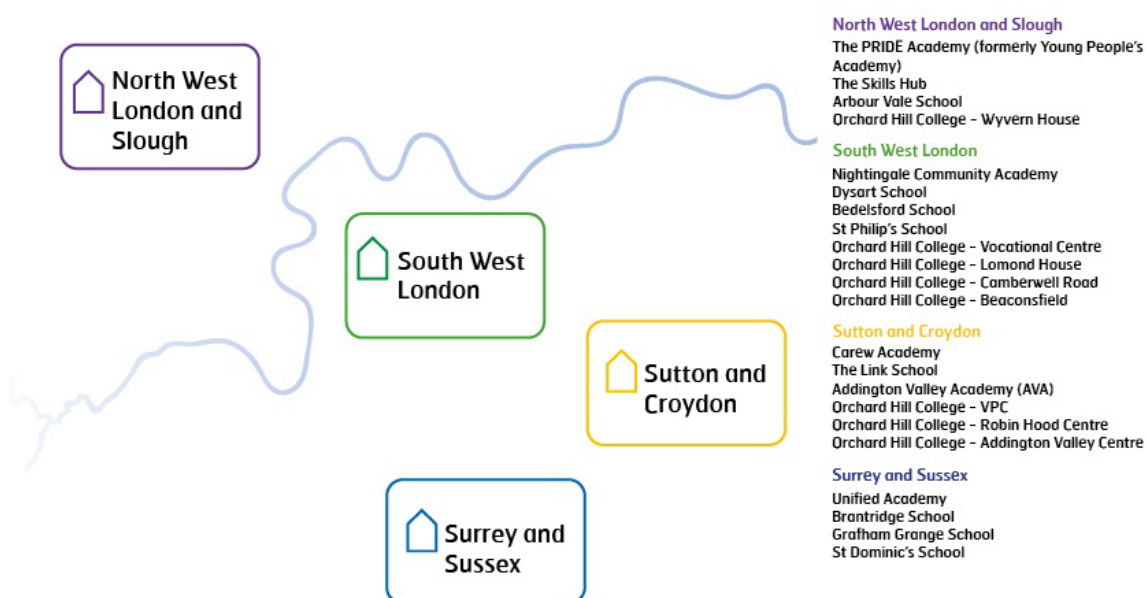 North West
London and
Slough
South West
London
Sutton and
Croydon
Surrey and
Sussex
North West London and Slough
The PRIDE Academy (formerly Young People's
Academy)
The Skills Hub
Arbour Vale School
Orchard Hill College – Wyvern House
South West London
Nightingale Community Academy
Dysart School
Bedelsford School
St Philip's School
Orchard Hill College – Vocational Centre
Orchard Hill College – Lomond House
Orchard Hill College – Camberwell Road
Orchard Hill College – Beaconsfield
Sutton and Croydon
Carew Academy
The Link School
Addington Valley Academy (AVA)
Orchard Hill College – VPC
Orchard Hill College – Robin Hood Centre
Orchard Hill College – Addington Valley Centre
Surrey and Sussex
Unified Academy
Brantridge School
Grafham Grange School
St Dominic's School